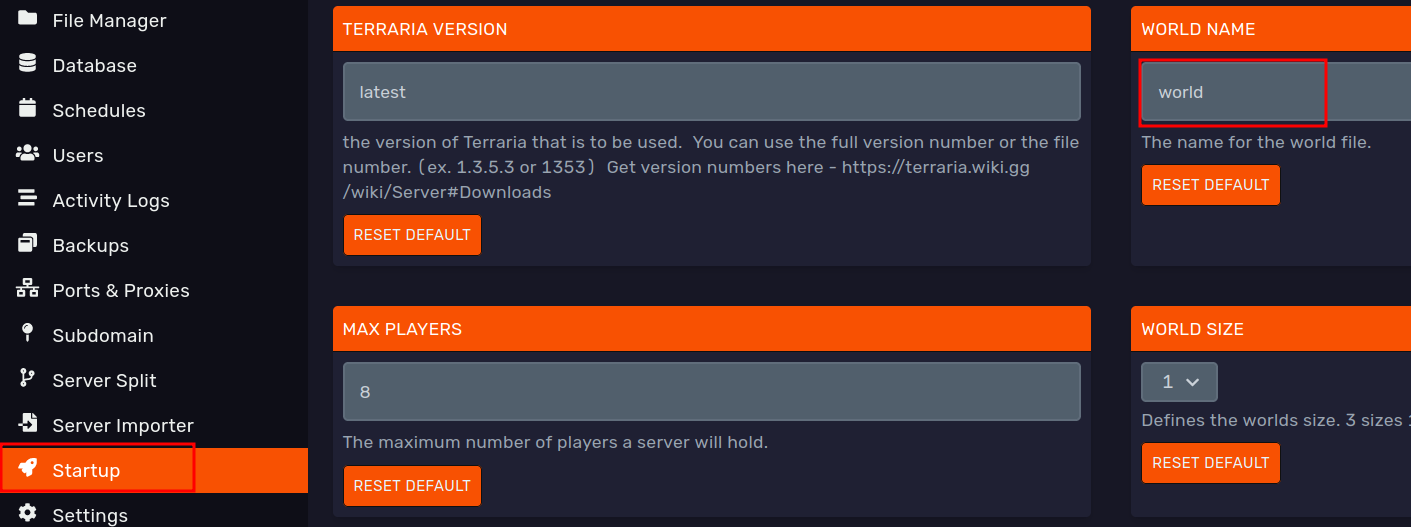 File Manager
Database
Schedules
Users
Activity Logs
Backups
Ports & Proxies
Subdomain
Server Split
Server Importer
Startup
Settings
TERRARIA VERSION
latest
the version of Terraria that is to be used. You can use the full version number or the file
number. (ex. 1.3.5.3 or 1353) Get version numbers here - https://terraria.wiki.gg
/wiki/Server#Downloads
RESET DEFAULT
WORLD NAME
world
The name for the world file.
RESET DEFAULT
MAX PLAYERS
8
The maximum number of players a server will hold.
RESET DEFAULT
WORLD SIZE
1
Defines the worlds size. 3 sizes
RESET DEFAULT